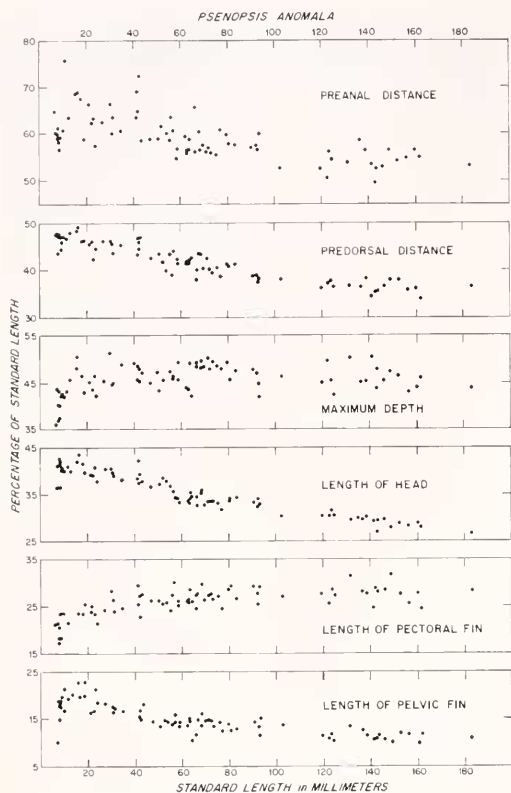 PSENOPSIS ANOMALA
20 40 60 80 100 120 140 160 180
80
70
60
50
PREANAL DISTANCE
50
40
30
PREDORSAL DISTANCE
55
45
35
MAXIMUM DEPTH
45
35
25
LENGTH OF HEAD
35
25
15
LENGTH OF PECTORAL FIN
25
15
5
LENGTH OF PELVIC FIN
20 40 60 80 100 120 140 160 180
PERCENTAGE OF STANDARD LENGTH
STANDARD LENGTH in MILLIMETERS